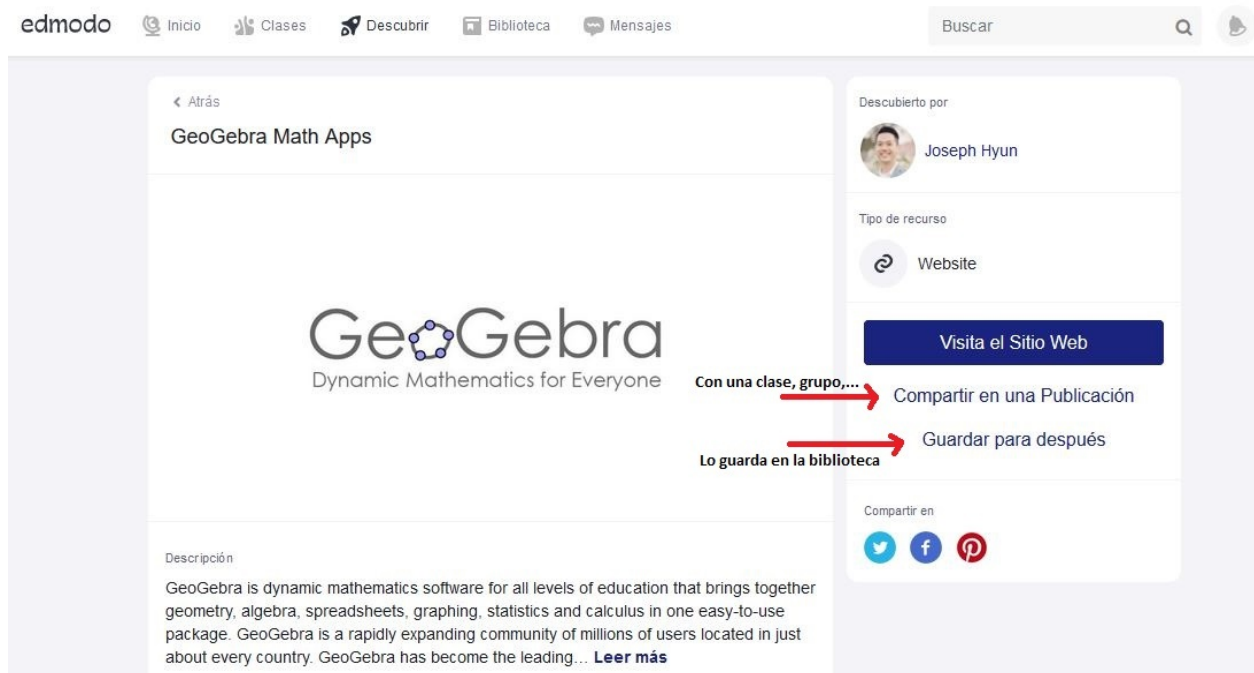 edmodo Inicio Clases Descubrir Biblioteca Mensajes Buscar
Atrás
GeoGebra Math Apps
GeoGebra
Dynamic Mathematics for Everyone
Descripción
GeoGebra is dynamic mathematics software for all levels of education that brings together
geometry, algebra, spreadsheets, graphing, statistics and calculus in one easy-to-use
package. GeoGebra is a rapidly expanding community of millions of users located in just
about every country. GeoGebra has become the leading... Leer más
Descubierto por
Joseph Hyun
Tipo de recurso
Website
Visita el Sitio Web
Con una clase, grupo,...
Compartir en una Publicación
Guardar para después
Lo guarda en la biblioteca
Compartir en